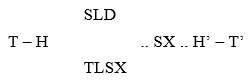 SLD
T – H .. SX .. H’ – T’
TLSX